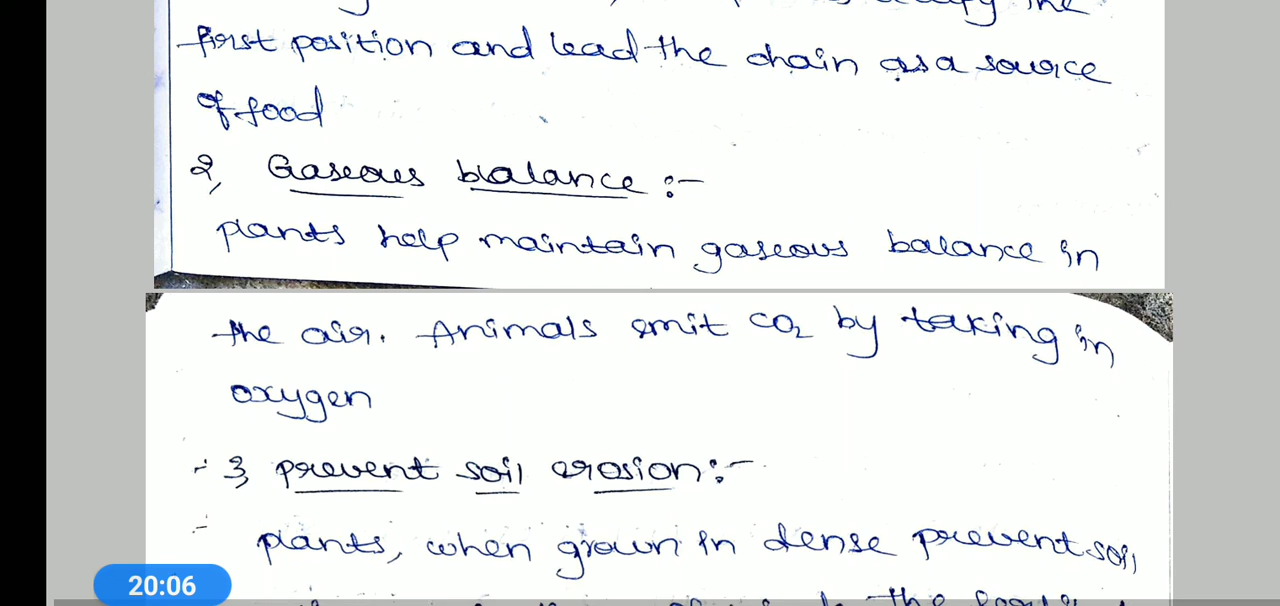 the
first position and lead the chain as a source
of food
2, Gaseous balance :-
plants help maintain gaseous balance in
the air. Animals emit CO2 by taking in
oxygen
3, prevent soil erosion :-
plants, when grown in dense prevent soil
the
20:06